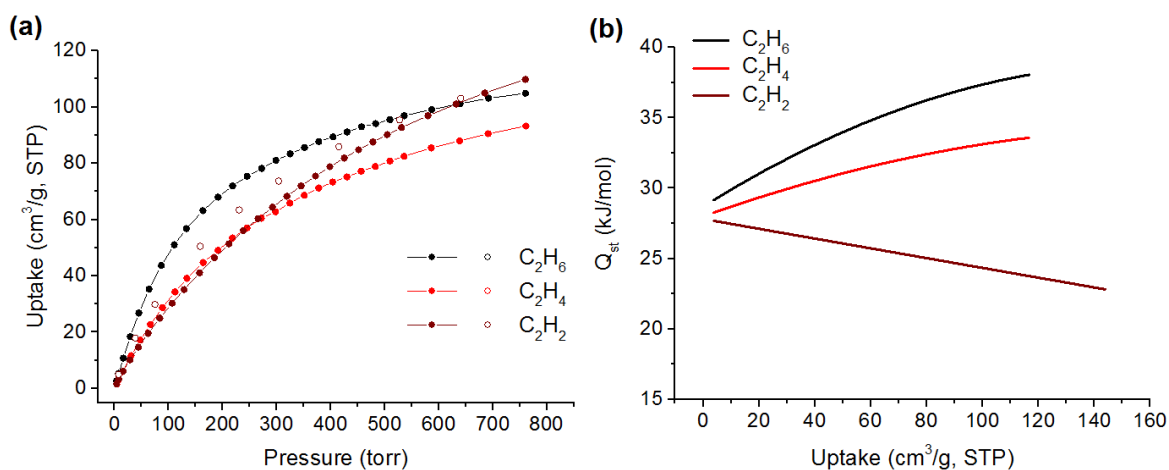 (a)
Uptake (cm³/g, STP)
120
100
80
60
40
20
0
0 100 200 300 400 500 600 700 800
Pressure (torr)
C₂H₆
C₂H₄
C₂H₂
(b)
Qst (kJ/mol)
40
35
30
25
20
15
0 20 40 60 80 100 120 140 160
Uptake (cm³/g, STP)
C₂H₆
C₂H₄
C₂H₂